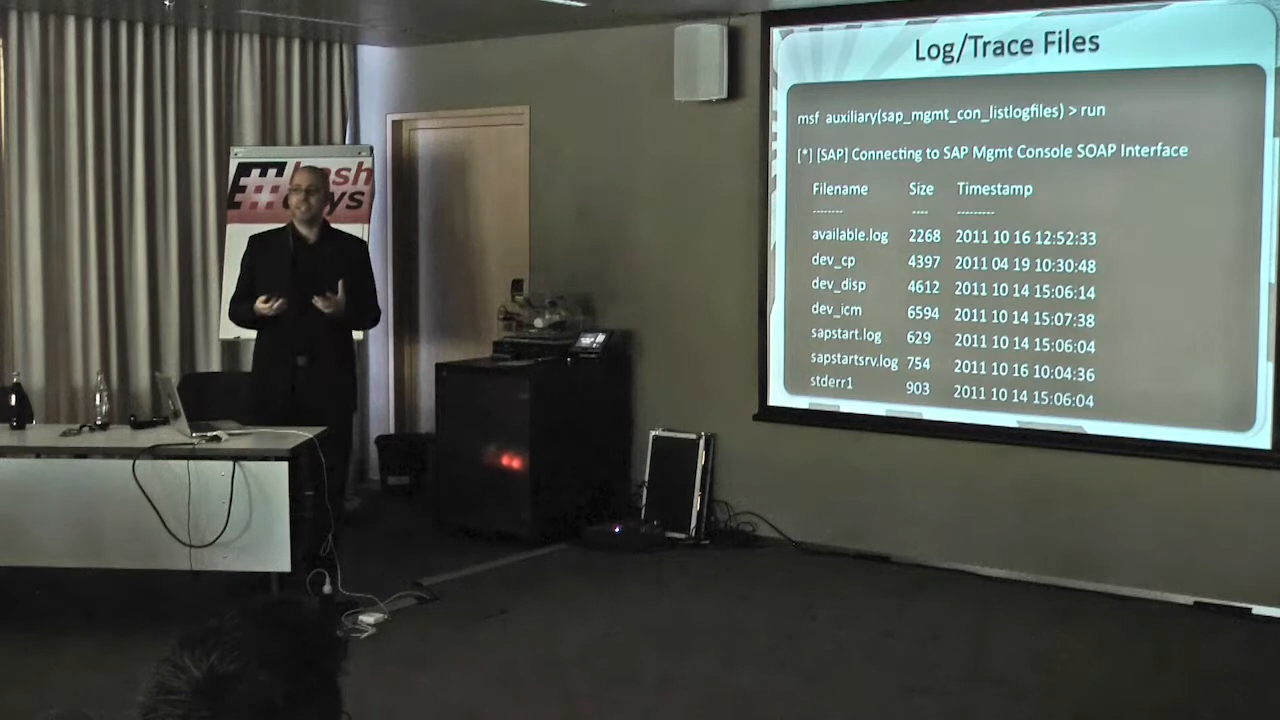 Log/Trace Files
msf auxiliary(sap_mgmt_con_listlogfiles) > run
[*] [SAP] Connecting to SAP Mgmt Console SOAP Interface
Filename Size Timestamp
-------- ---- ---------
available.log 2268 2011 10 16 12:52:33
dev_cp 4397 2011 04 19 10:30:48
dev_disp 4612 2011 10 14 15:06:14
dev_icm 6594 2011 10 14 15:07:38
sapstart.log 629 2011 10 14 15:06:04
sapstartsrv.log 754 2011 10 16 10:04:36
stderr1 903 2011 10 14 15:06:04
hash
days